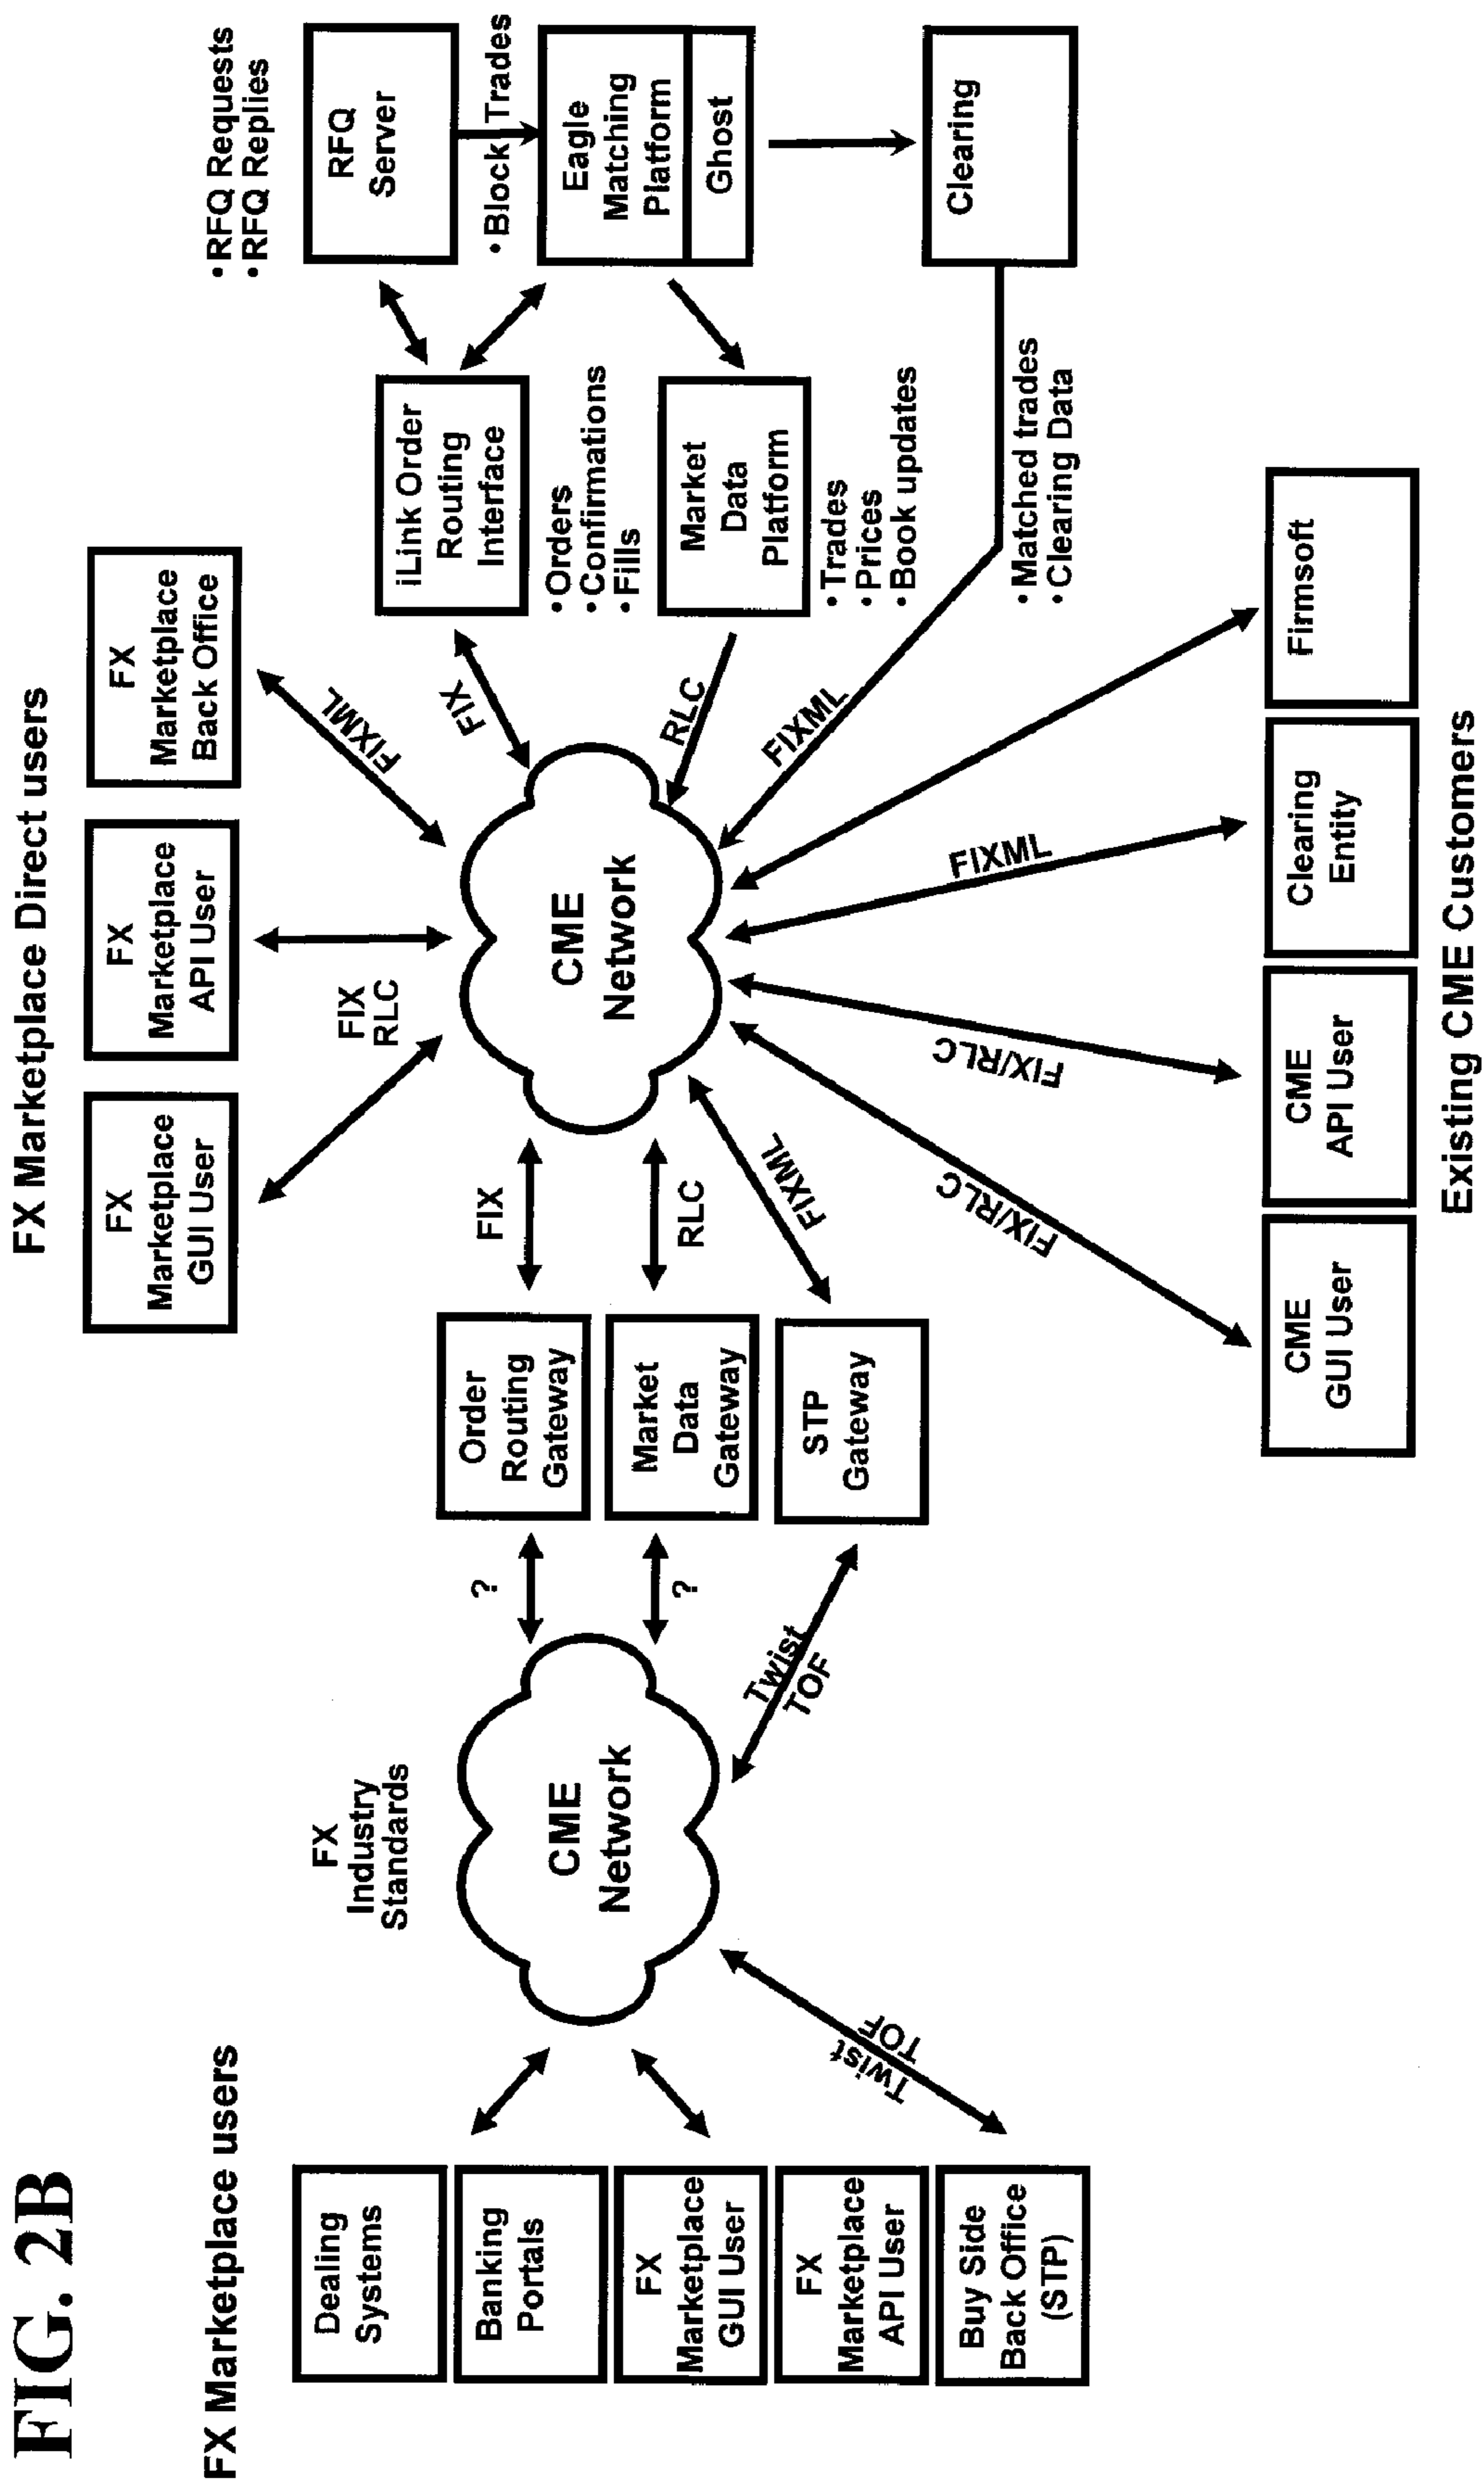 FIG. 2B
FX Marketplace users
Dealing
Systems
Banking
Portals
FX
Marketplace
GUI User
FX
Marketplace
API User
Buy Side
Back Office
(STP)
Twist
TOF
FX
Industry
Standards
CME
Network
?
?
Twist
TOF
Order
Routing
Gateway
Market
Data
Gateway
STP
Gateway
FIX
RLC
FIXML
FX Marketplace Direct users
FX
Marketplace
GUI User
FX
Marketplace
API User
FX
Marketplace
Back Office
FIX
RLC
FIXML
CME
Network
FIX
RLC
FIXML
iLink Order
Routing
Interface
•Orders
•Confirmations
•Fills
Market
Data
Platform
•Trades
•Prices
•Book updates
•RFQ Requests
•RFQ Replies
RFQ
Server
•Block Trades
Eagle
Matching
Platform
Ghost
Clearing
•Matched trades
•Clearing Data
FIX/RLC
FIX/RLC
FIXML
CME
GUI User
CME
API User
Clearing
Entity
Firmsoft
Existing CME Customers